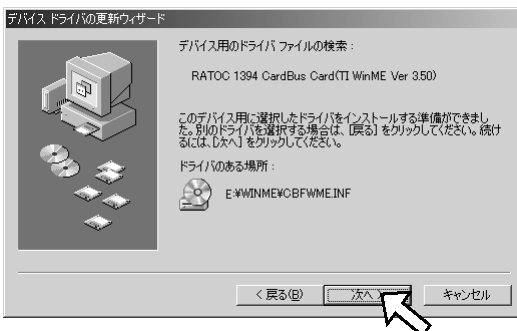 デバイス ドライバの更新ウィザード
デバイス用のドライバ ファイルの検索：
RATOC 1394 CardBus Card(TI WinME Ver 3.50)
このデバイス用に選択したドライバをインストールする準備ができまし
た。別のドライバを選択する場合は、[戻る] をクリックしてください。続け
るには、[次へ] をクリックしてください。
ドライバのある場所：
E:¥WINME¥CBFWME.INF
< 戻る(B)
次へ >
キャンセル